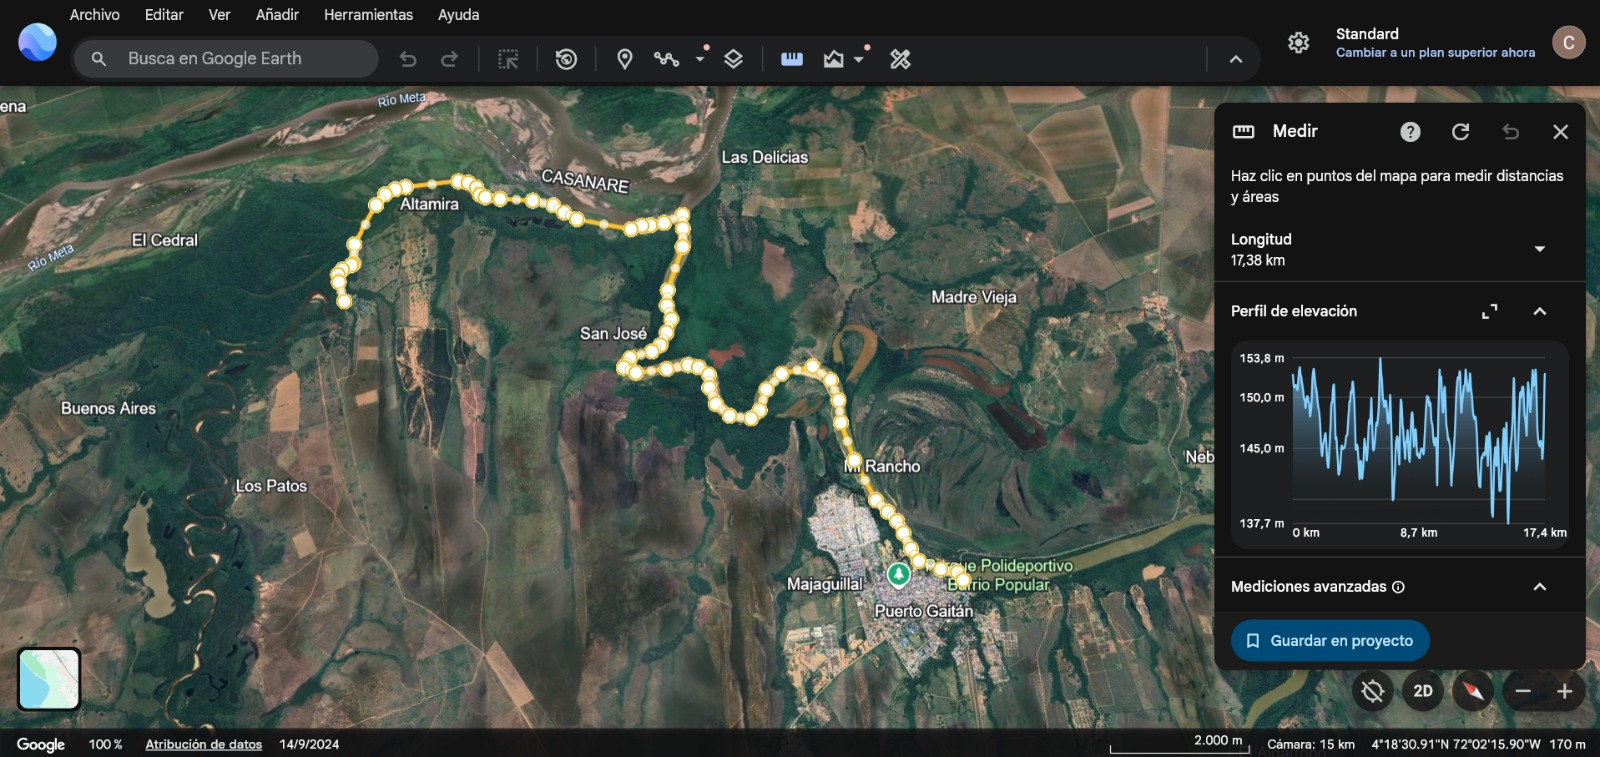 Archivo Editar Ver Añadir Herramientas Ayuda
Busca en Google Earth
Standard
Cambiar a un plan superior ahora
C
ena
Río Meta
Las Delicias
CASANARE
Altamira
El Cedral
Río Meta
Madre Vieja
San José
Buenos Aires
Mi Rancho
Neb
Los Patos
Parque Polideportivo
Barrio Popular
Majaguillal
Puerto Gaitán
Medir
Haz clic en puntos del mapa para medir distancias
y áreas
Longitud
17,38 km
Perfil de elevación
153,8 m
150,0 m
145,0 m
137,7 m
0 km 8,7 km 17,4 km
Mediciones avanzadas
Guardar en proyecto
2D
Google 100 % Atribución de datos 14/9/2024 2.000 m Cámara: 15 km 4°18'30.91"N 72°02'15.90"W 170 m